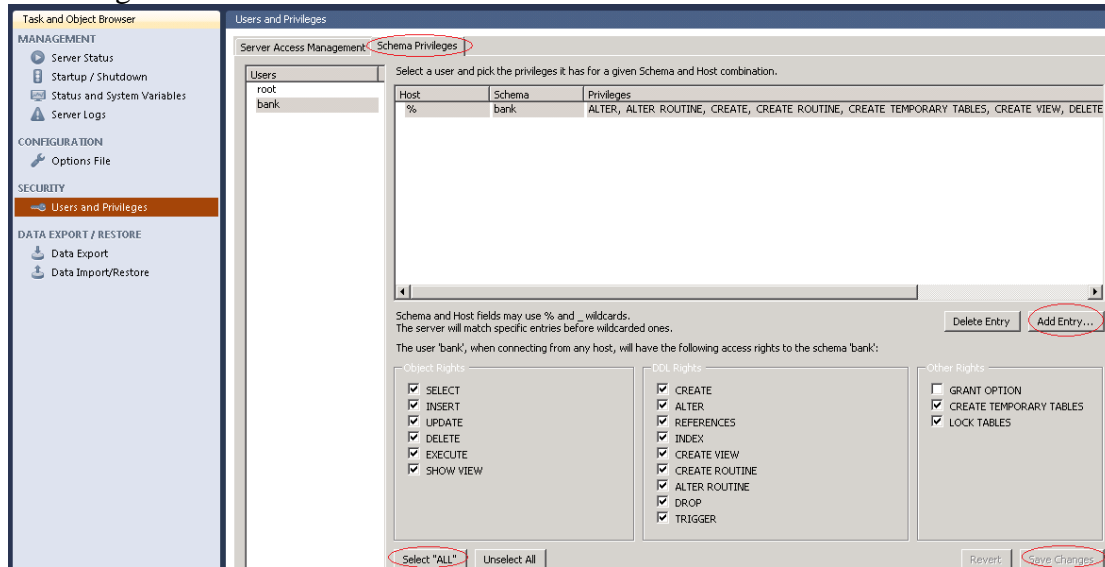 Task and Object Browser
MANAGEMENT
Server Status
Startup / Shutdown
Status and System Variables
Server Logs
CONFIGURATION
Options File
SECURITY
Users and Privileges
DATA EXPORT / RESTORE
Data Export
Data Import/Restore
Users and Privileges
Server Access Management
Schema Privileges
Users
root
bank
Select a user and pick the privileges it has for a given Schema and Host combination.
Host Schema Privileges
% bank ALTER, ALTER ROUTINE, CREATE, CREATE ROUTINE, CREATE TEMPORARY TABLES, CREATE VIEW, DELETE
Schema and Host fields may use % and _ wildcards.
The server will match specific entries before wildcarded ones.
Delete Entry
Add Entry...
The user 'bank', when connecting from any host, will have the following access rights to the schema 'bank':
Object Rights
SELECT
INSERT
UPDATE
DELETE
EXECUTE
SHOW VIEW
DDL Rights
CREATE
ALTER
REFERENCES
INDEX
CREATE VIEW
CREATE ROUTINE
ALTER ROUTINE
DROP
TRIGGER
Other Rights
GRANT OPTION
CREATE TEMPORARY TABLES
LOCK TABLES
Select "ALL"
Unselect All
Revert
Save Changes